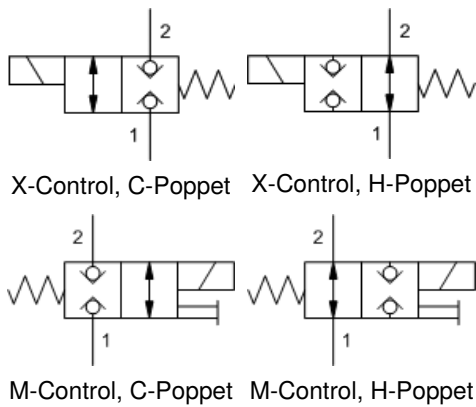 2
2
1
1
X-Control, C-Poppet
X-Control, H-Poppet
2
2
1
1
M-Control, C-Poppet
M-Control, H-Poppet